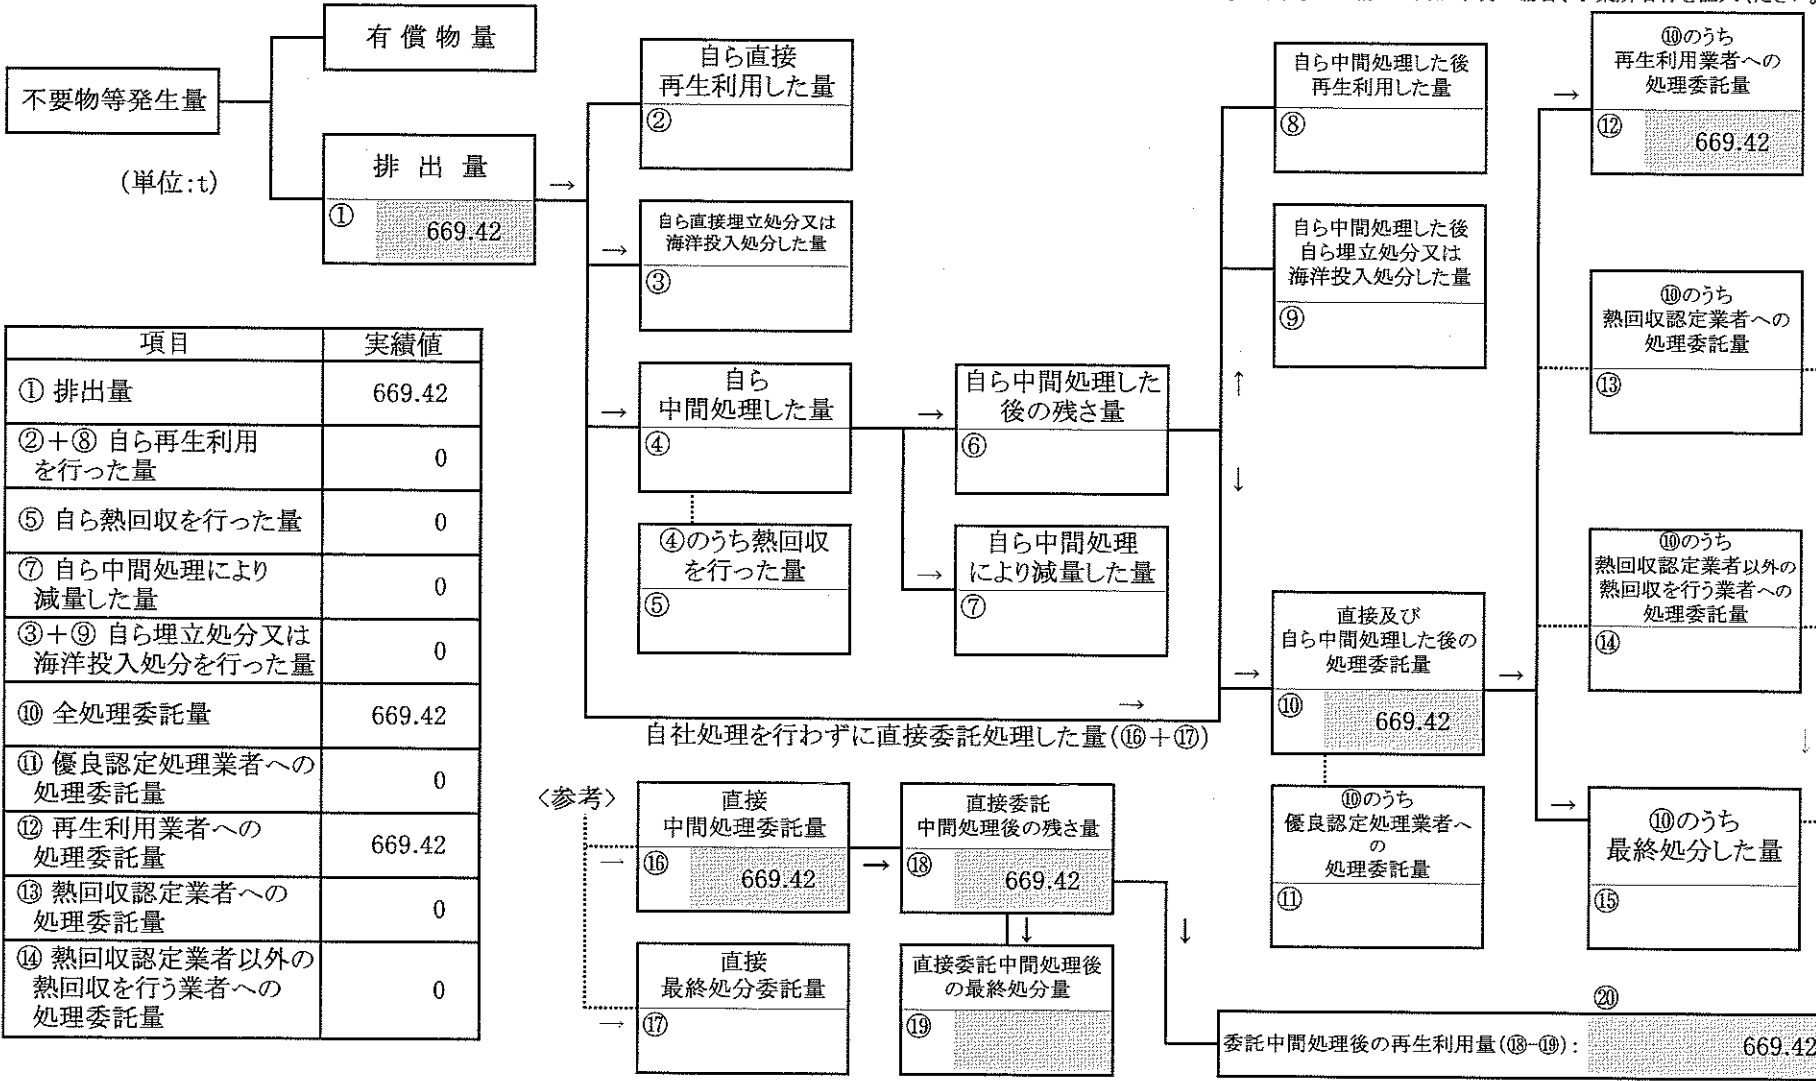 有償物量
不要物等発生量
(単位:t)
排出量
①
669.42
→
自ら直接
再生利用した量
②
→
自ら直接埋立処分又は
海洋投入処分した量
③
→
自ら
中間処理した量
④
④のうち熱回収
を行った量
⑤
→
自ら中間処理した
後の残さ量
⑥
→
自ら中間処理
により減量した量
⑦
自ら中間処理した後
再生利用した量
⑧
自ら中間処理した後
自ら埋立処分又は
海洋投入処分した量
⑨
↑
↓
→
自社処理を行わずに直接委託処理した量(⑯+⑰)
→
直接及び
自ら中間処理した後の
処理委託量
⑩
669.42
→
⑩のうち
優良認定処理業者へ
の
処理委託量
⑪
→
⑩のうち
再生利用業者への
処理委託量
⑫
669.42
⑩のうち
熱回収認定業者への
処理委託量
⑬
⑩のうち
熱回収認定業者以外の
熱回収を行う業者への
処理委託量
⑭
↓
→
⑩のうち
最終処分した量
⑮
項目 実績値
① 排出量 669.42
②+⑧ 自ら再生利用
を行った量 0
⑤ 自ら熱回収を行った量 0
⑦ 自ら中間処理により
減量した量 0
③+⑨ 自ら埋立処分又は
海洋投入処分を行った量 0
⑩ 全処理委託量 669.42
⑪ 優良認定処理業者への
処理委託量 0
⑫ 再生利用業者への
処理委託量 669.42
⑬ 熱回収認定業者への
処理委託量 0
⑭ 熱回収認定業者以外の
熱回収を行う業者への
処理委託量 0
〈参考〉
→
直接
中間処理委託量
⑯
669.42
→
直接委託
中間処理後の残さ量
⑱
669.42
→
直接
最終処分委託量
⑰
↓
直接委託中間処理後
の最終処分量
⑲
↓
⑳
委託中間処理後の再生利用量(⑱-⑲): 669.42